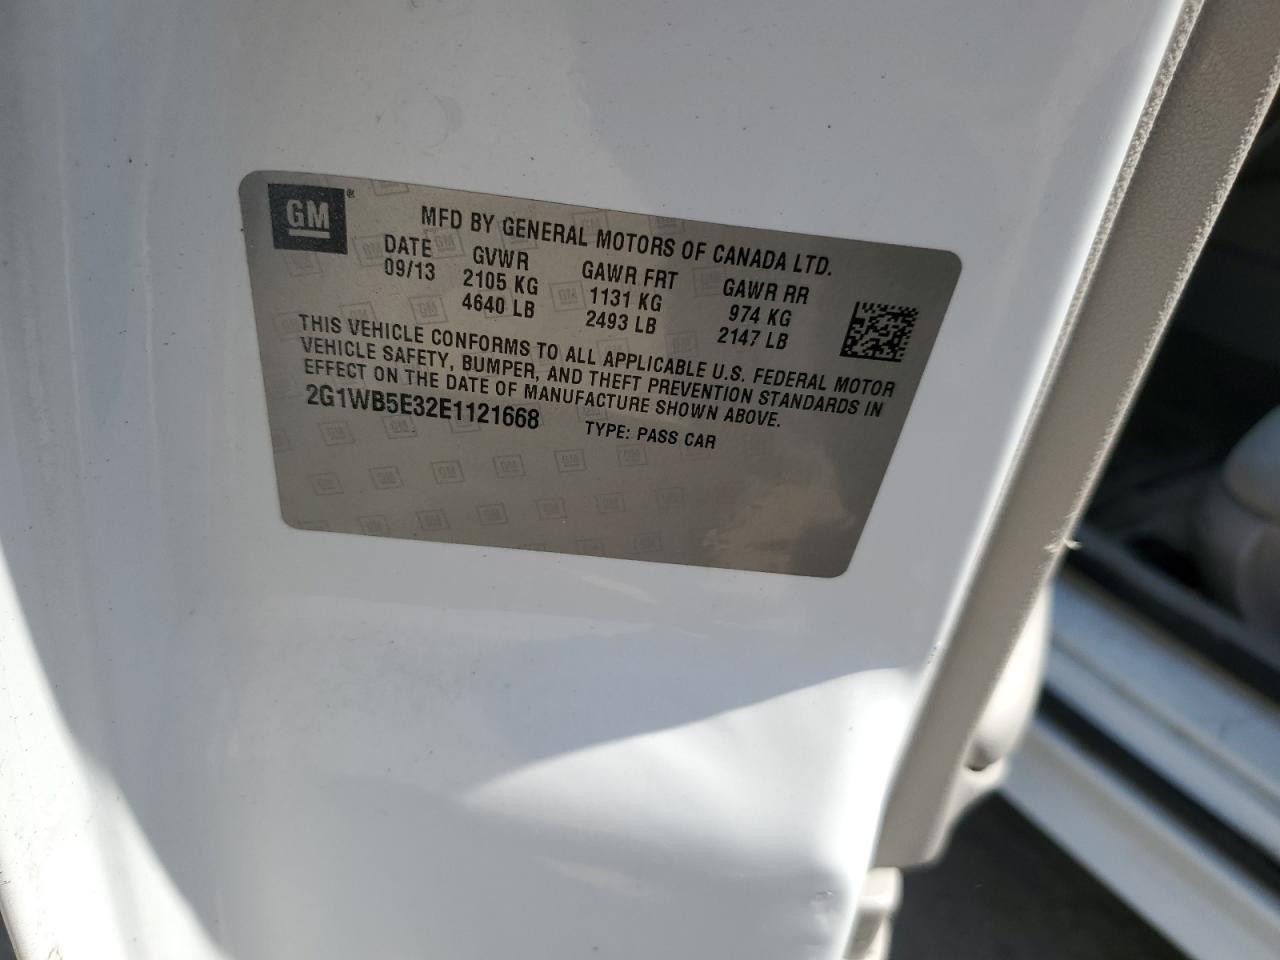 GM®
MFD BY GENERAL MOTORS OF CANADA LTD.
DATE GVWR GAWR FRT GAWR RR
09/13 2105 KG 1131 KG 974 KG
4640 LB 2493 LB 2147 LB
THIS VEHICLE CONFORMS TO ALL APPLICABLE U.S. FEDERAL MOTOR
VEHICLE SAFETY, BUMPER, AND THEFT PREVENTION STANDARDS IN
EFFECT ON THE DATE OF MANUFACTURE SHOWN ABOVE.
2G1WB5E32E1121668 TYPE: PASS CAR